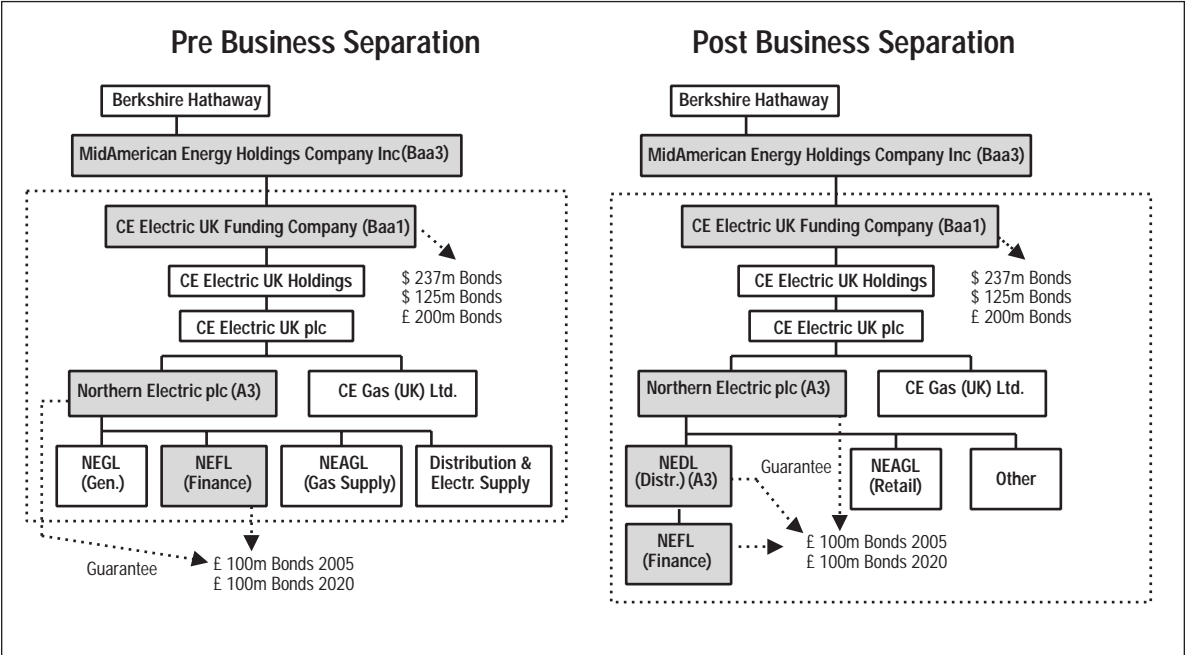 Pre Business Separation
Berkshire Hathaway
MidAmerican Energy Holdings Company Inc(Baa3)
CE Electric UK Funding Company (Baa1)
$ 237m Bonds
$ 125m Bonds
£ 200m Bonds
CE Electric UK Holdings
CE Electric UK plc
Northern Electric plc (A3)
CE Gas (UK) Ltd.
NEGL
(Gen.)
NEFL
(Finance)
NEAGL
(Gas Supply)
Distribution &
Electr. Supply
Guarantee
£ 100m Bonds 2005
£ 100m Bonds 2020
Post Business Separation
Berkshire Hathaway
MidAmerican Energy Holdings Company Inc (Baa3)
CE Electric UK Funding Company (Baa1)
$ 237m Bonds
$ 125m Bonds
£ 200m Bonds
CE Electric UK Holdings
CE Electric UK plc
Northern Electric plc (A3)
CE Gas (UK) Ltd.
NEDL
(Distr.) (A3)
Guarantee
NEAGL
(Retail)
Other
NEFL
(Finance)
£ 100m Bonds 2005
£ 100m Bonds 2020